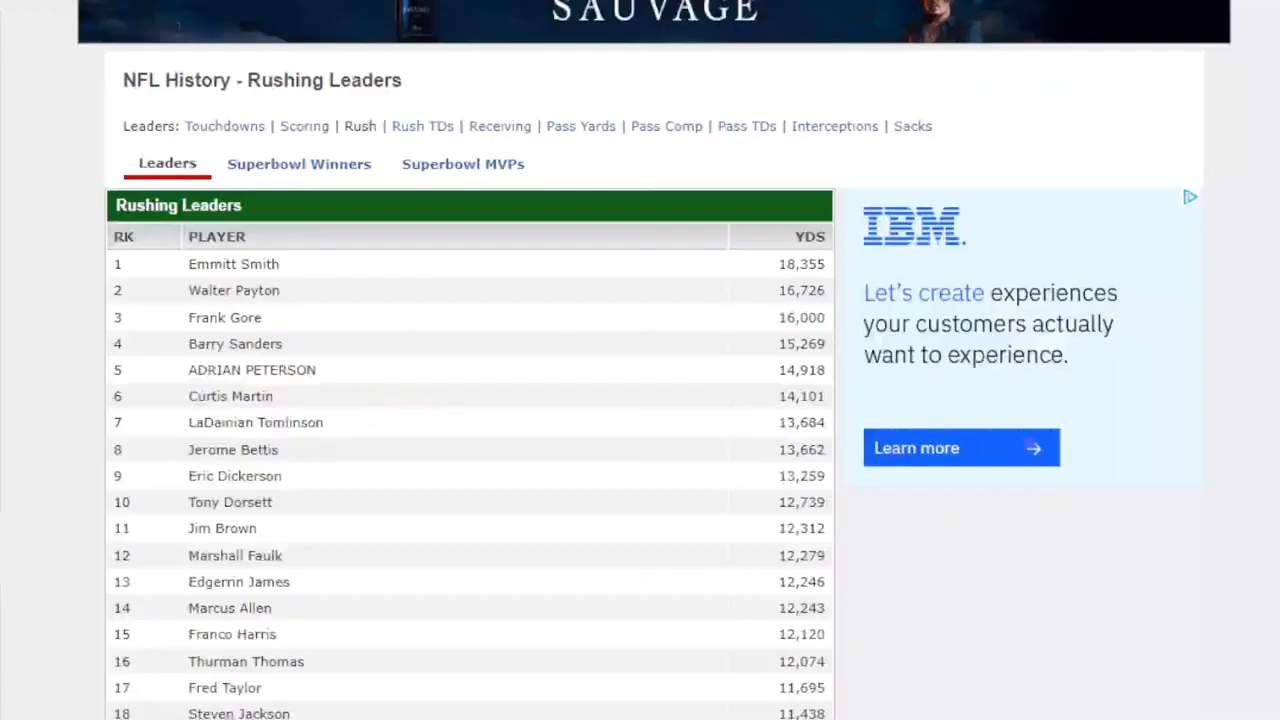 SAUVAGE
NFL History - Rushing Leaders
Leaders: Touchdowns | Scoring | Rush | Rush TDs | Receiving | Pass Yards | Pass Comp | Pass TDs | Interceptions | Sacks
Leaders Superbowl Winners Superbowl MVPs
Rushing Leaders
RK PLAYER YDS
1 Emmitt Smith 18,355
2 Walter Payton 16,726
3 Frank Gore 16,000
4 Barry Sanders 15,269
5 ADRIAN PETERSON 14,918
6 Curtis Martin 14,101
7 LaDainian Tomlinson 13,684
8 Jerome Bettis 13,662
9 Eric Dickerson 13,259
10 Tony Dorsett 12,739
11 Jim Brown 12,312
12 Marshall Faulk 12,279
13 Edgerrin James 12,246
14 Marcus Allen 12,243
15 Franco Harris 12,120
16 Thurman Thomas 12,074
17 Fred Taylor 11,695
18 Steven Jackson 11,438
IBM.
Let's create experiences
your customers actually
want to experience.
Learn more →